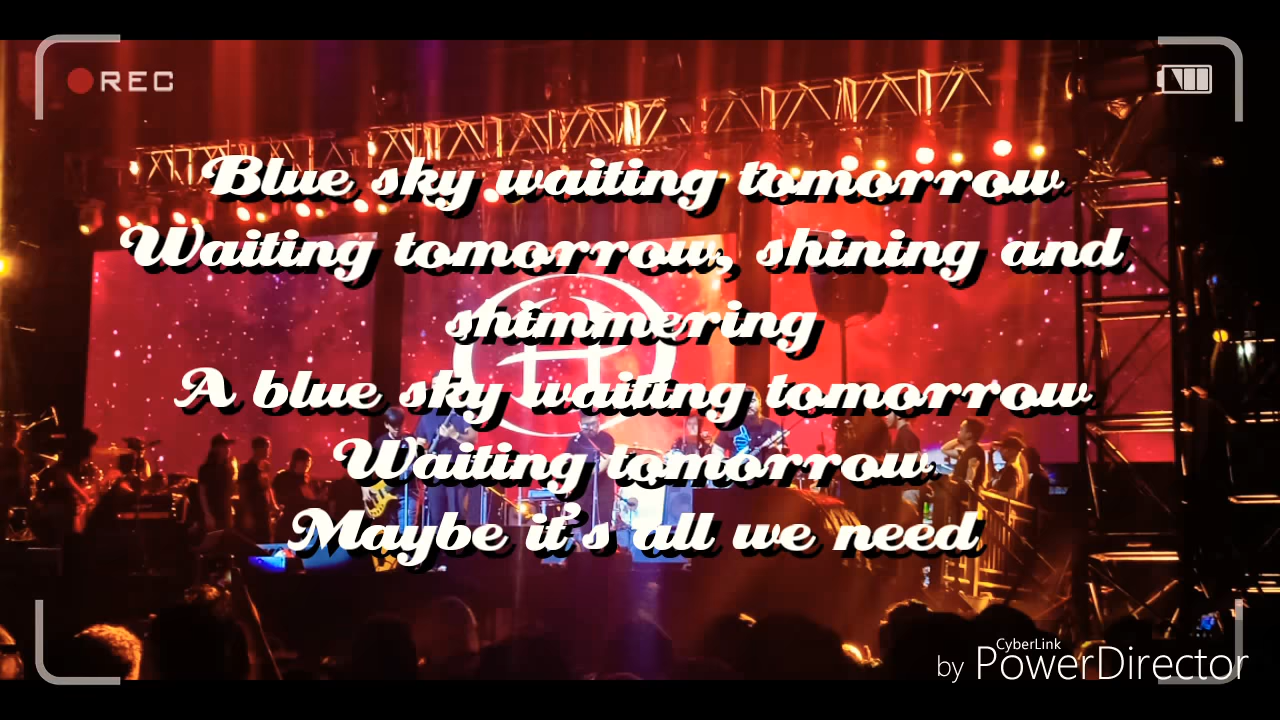 REC
Blue sky waiting tomorrow
Waiting tomorrow, shining and
shimmering
A blue sky waiting tomorrow
Waiting tomorrow
Maybe it's all we need
CyberLink
by PowerDirector